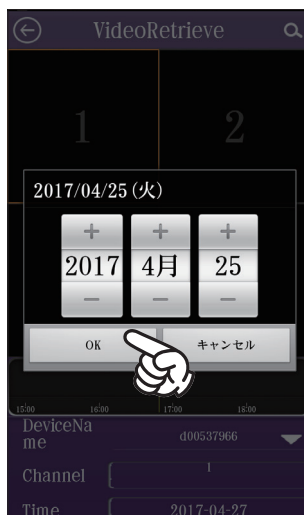 VideoRetrieve
1 2
2017/04/25 (火)
+ + +
2017 4月 25
− − −
OK キャンセル
15:00 16:00 17:00 18:00
DeviceNa
me d00537966
Channel 1
Time 2017-04-27